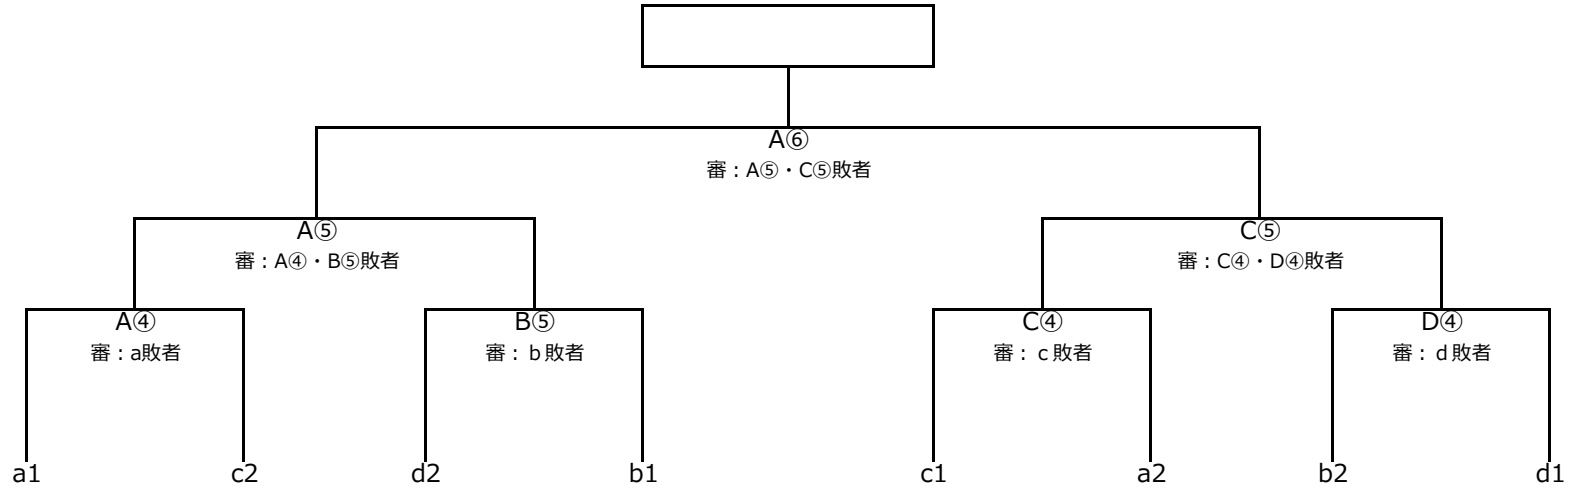 A⑥
審：A⑤・C⑤敗者
A⑤
C⑤
審：A④・B⑤敗者
審：C④・D④敗者
A④
B⑤
C④
D④
審：a敗者
審：ｂ敗者
審：ｃ敗者
審：ｄ敗者
a1
c2
d2
b1
c1
a2
b2
d1